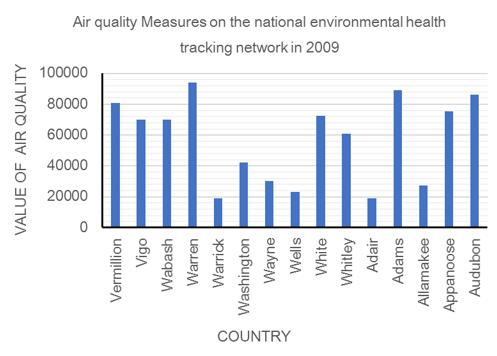 Air quality Measures on the national environmental health
tracking network in 2009
VALUE OF AIR QUALITY
100000
80000
60000
40000
20000
0
Vermillion
Vigo
Wabash
Warren
Warrick
Washington
Wayne
Wells
White
Whitley
Adair
Adams
Allamakee
Appanoose
Audubon
COUNTRY